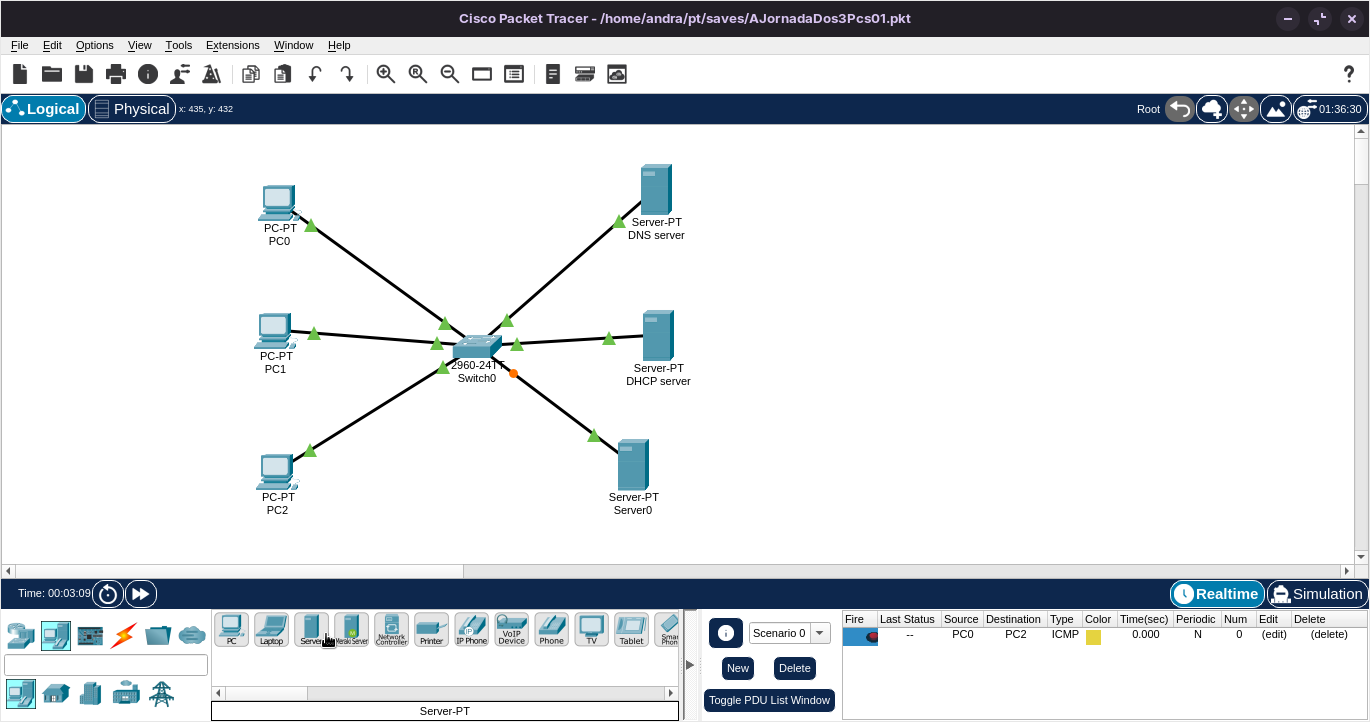 Cisco Packet Tracer - /home/andra/pt/saves/AJornadaDos3Pcs01.pkt
File Edit Options View Tools Extensions Window Help
?
Logical Physical x: 435, y: 432 Root 01:36:30
PC-PT
PC0
Server-PT
DNS server
PC-PT
PC1
2960-24TT
Switch0
Server-PT
DHCP server
PC-PT
PC2
Server-PT
Server0
Time: 00:03:09 Realtime Simulation
PC Laptop Server Meraki Server Network Controller Printer IP Phone VoIP Device Phone TV Tablet Smart
Server-PT
Scenario 0
New Delete
Toggle PDU List Window
Fire Last Status Source Destination Type Color Time(sec) Periodic Num Edit Delete
-- PC0 PC2 ICMP 0.000 N 0 (edit) (delete)